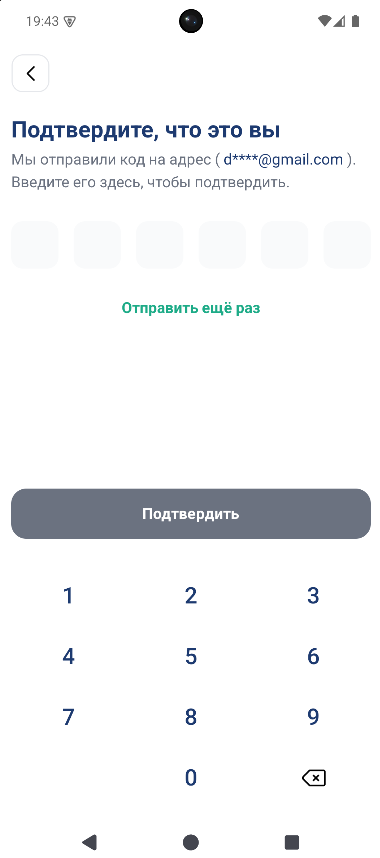 19:43
Подтвердите, что это вы
Мы отправили код на адрес ( d****@gmail.com ).
Введите его здесь, чтобы подтвердить.
Отправить ещё раз
Подтвердить
1 2 3
4 5 6
7 8 9
0